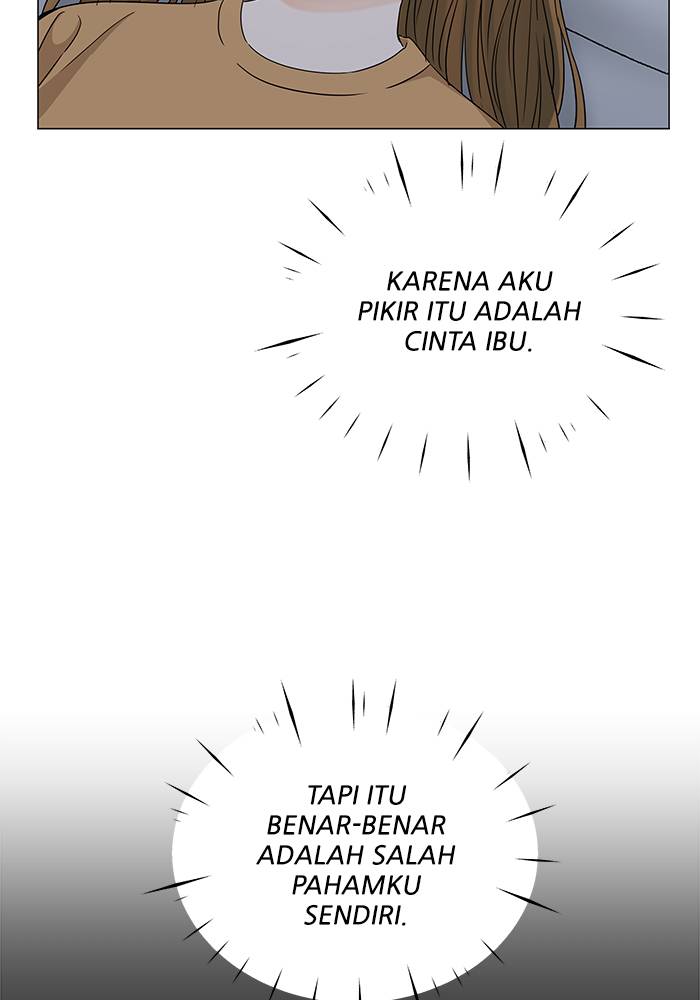 KARENA AKU
PIKIR ITU ADALAH
CINTA IBU.
TAPI ITU
BENAR-BENAR
ADALAH SALAH
PAHAMKU
SENDIRI.